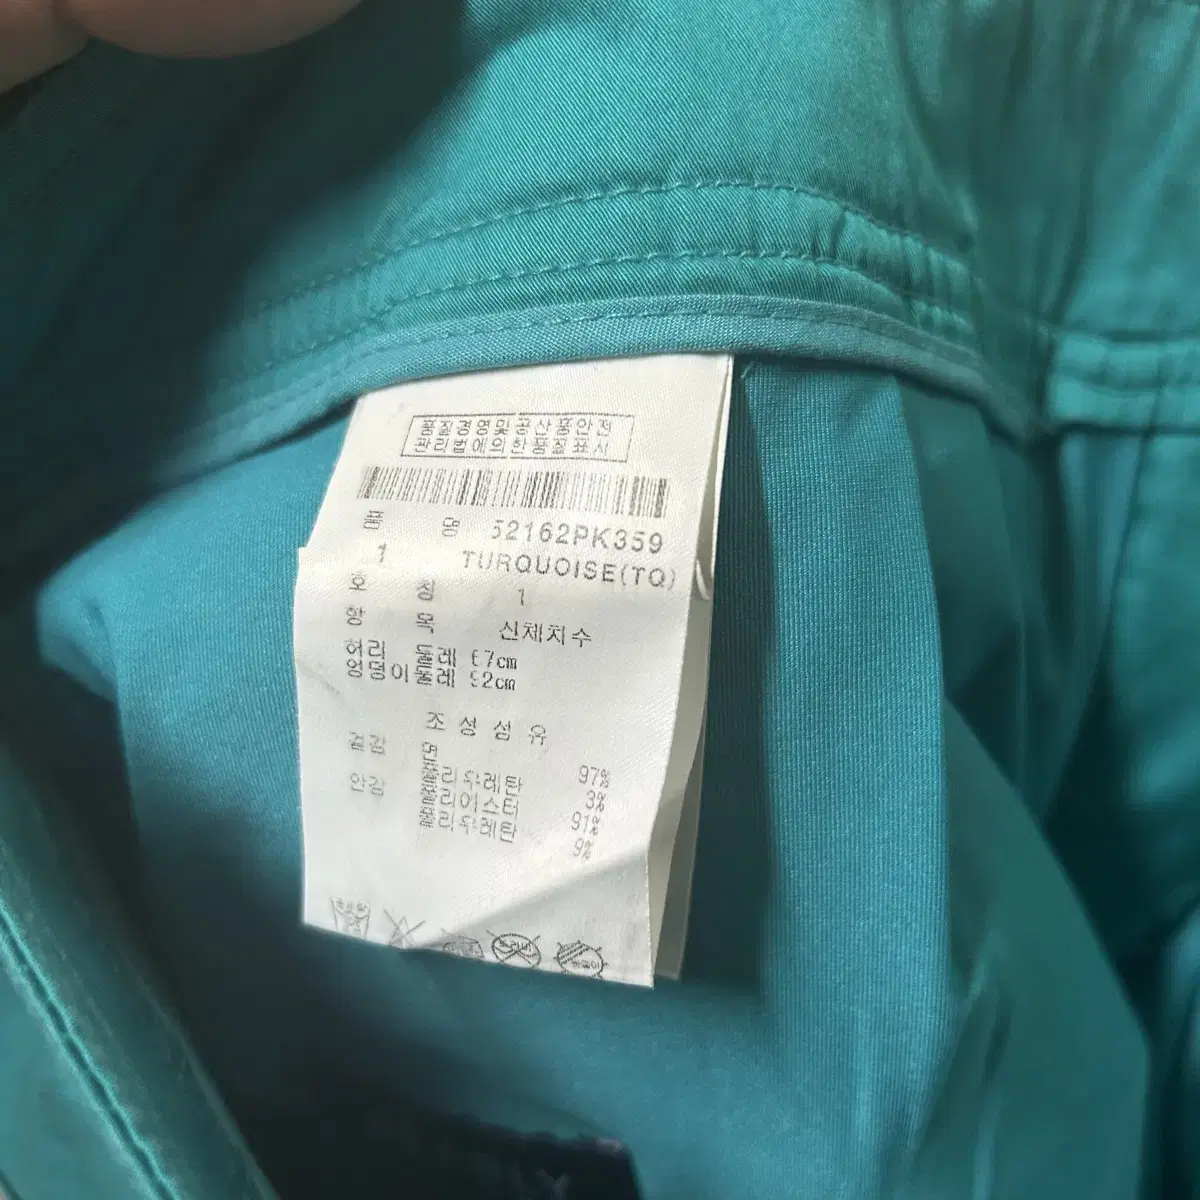 품질경영및공산품안전
관리법에의한품질표시
품 명 52162PK359
1 TURQUOISE(TQ)
호 칭 1
신체치수
허리 둘레 67cm
엉덩이둘레 92cm
조성섬유
겉감 면 97%
폴리우레탄 3%
안감 폴리에스터 91%
폴리우레탄 9%